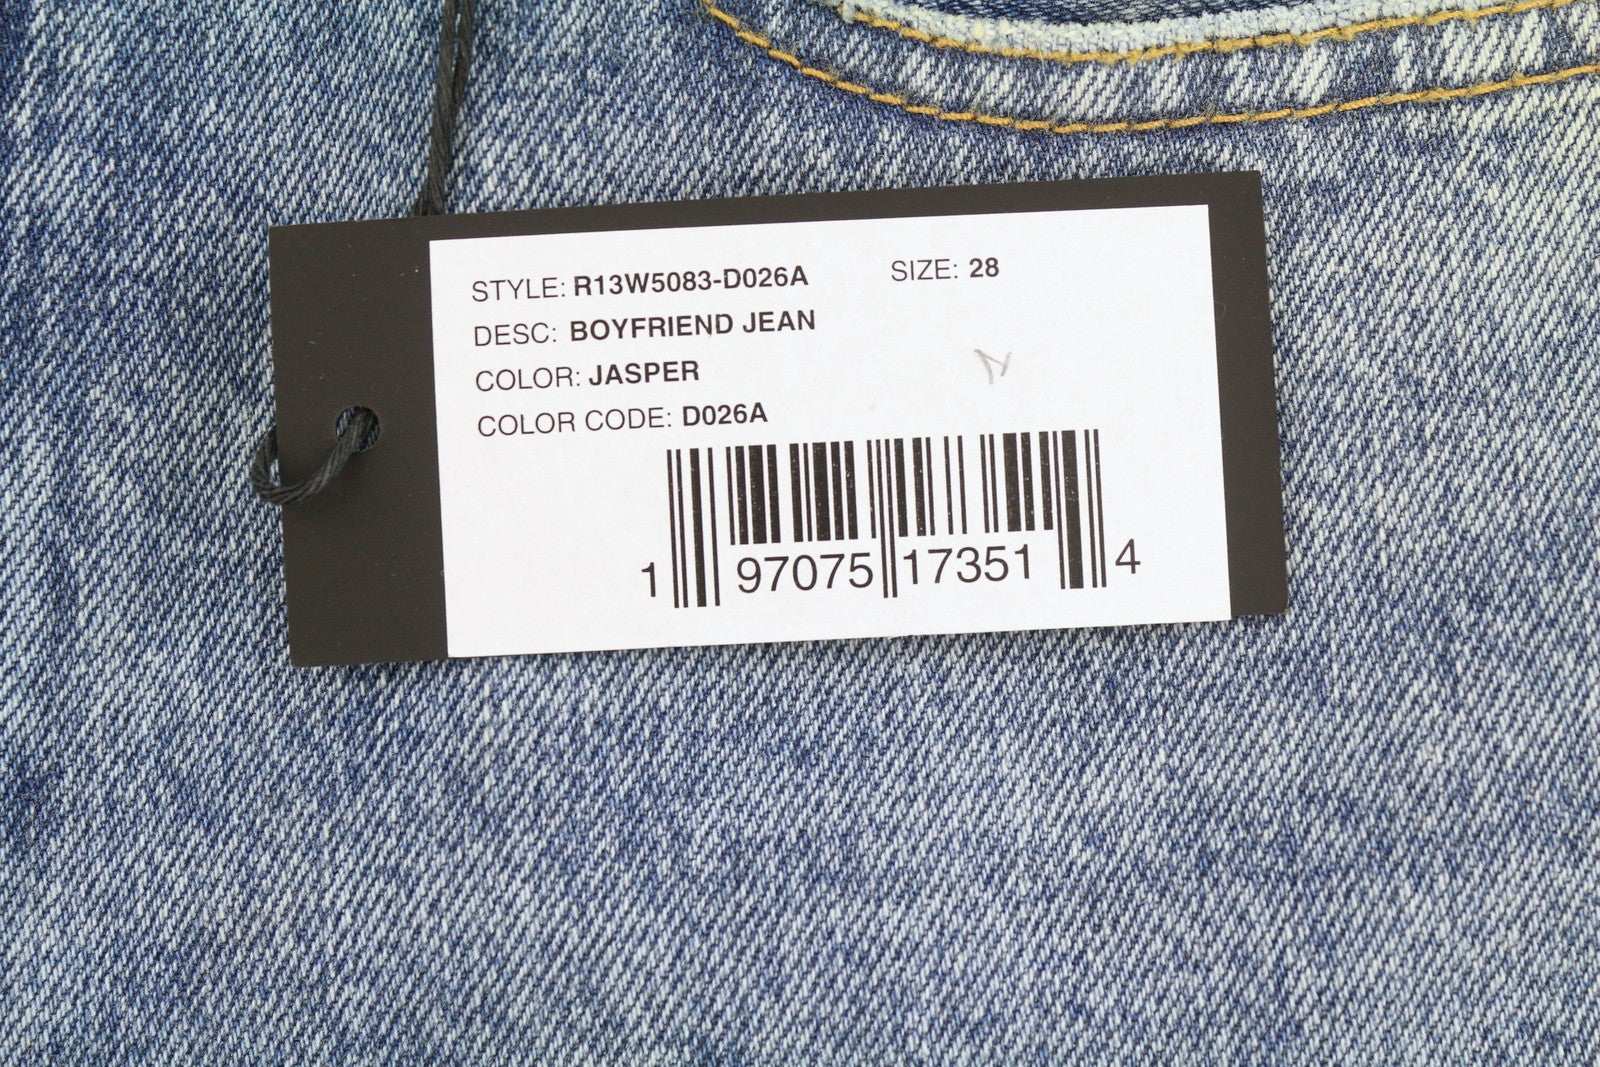 STYLE: R13W5083-D026A SIZE: 28
DESC: BOYFRIEND JEAN
COLOR: JASPER
N
COLOR CODE: D026A
1 97075 17351 4